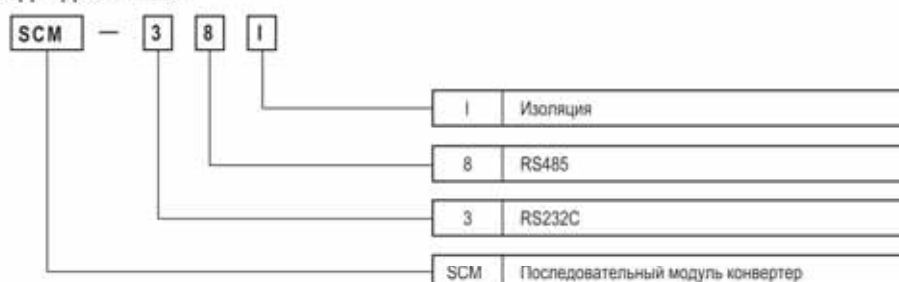 SCM — 3 8 I
I Изоляция
8 RS485
3 RS232C
SCM Последовательный модуль конвертер